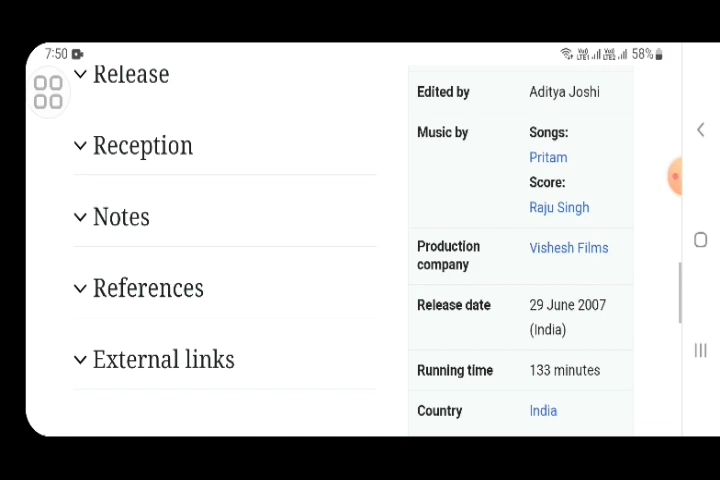 7:50
58%
Release
Reception
Notes
References
External links
Edited by Aditya Joshi
Music by Songs:
Pritam
Score:
Raju Singh
Production company Vishesh Films
Release date 29 June 2007
(India)
Running time 133 minutes
Country India